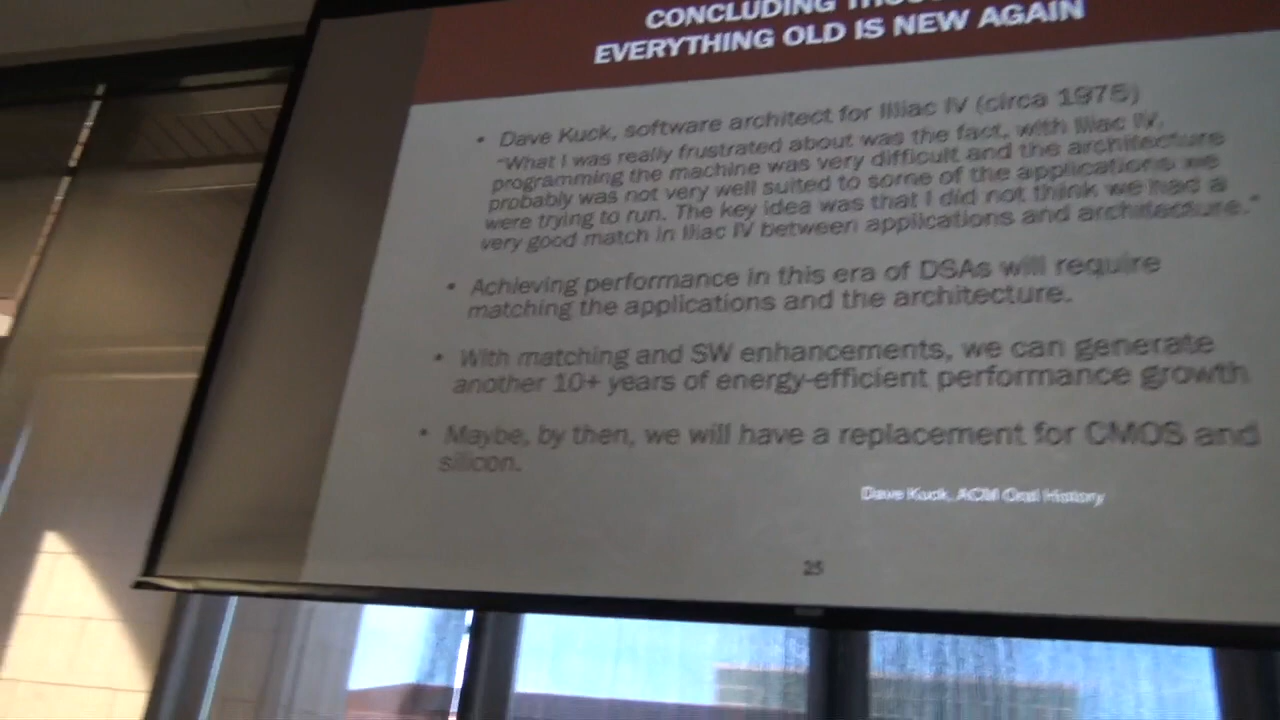 CONCLUDING
EVERYTHING OLD IS NEW AGAIN
• Dave Kuck, software architect for Illiac IV (circa 1975)
"What I was really frustrated about was the fact, with Iliac IV,
programming the machine was very difficult and the architecture
probably was not very well suited to some of the applications we
were trying to run. The key idea was that I did not think we had a
very good match in Iliac IV between applications and architecture."
• Achieving performance in this era of DSAs will require
matching the applications and the architecture.
• With matching and SW enhancements, we can generate
another 10+ years of energy-efficient performance growth
• Maybe, by then, we will have a replacement for CMOS and
silicon.
Dave Kuck, ACM Oral History
25